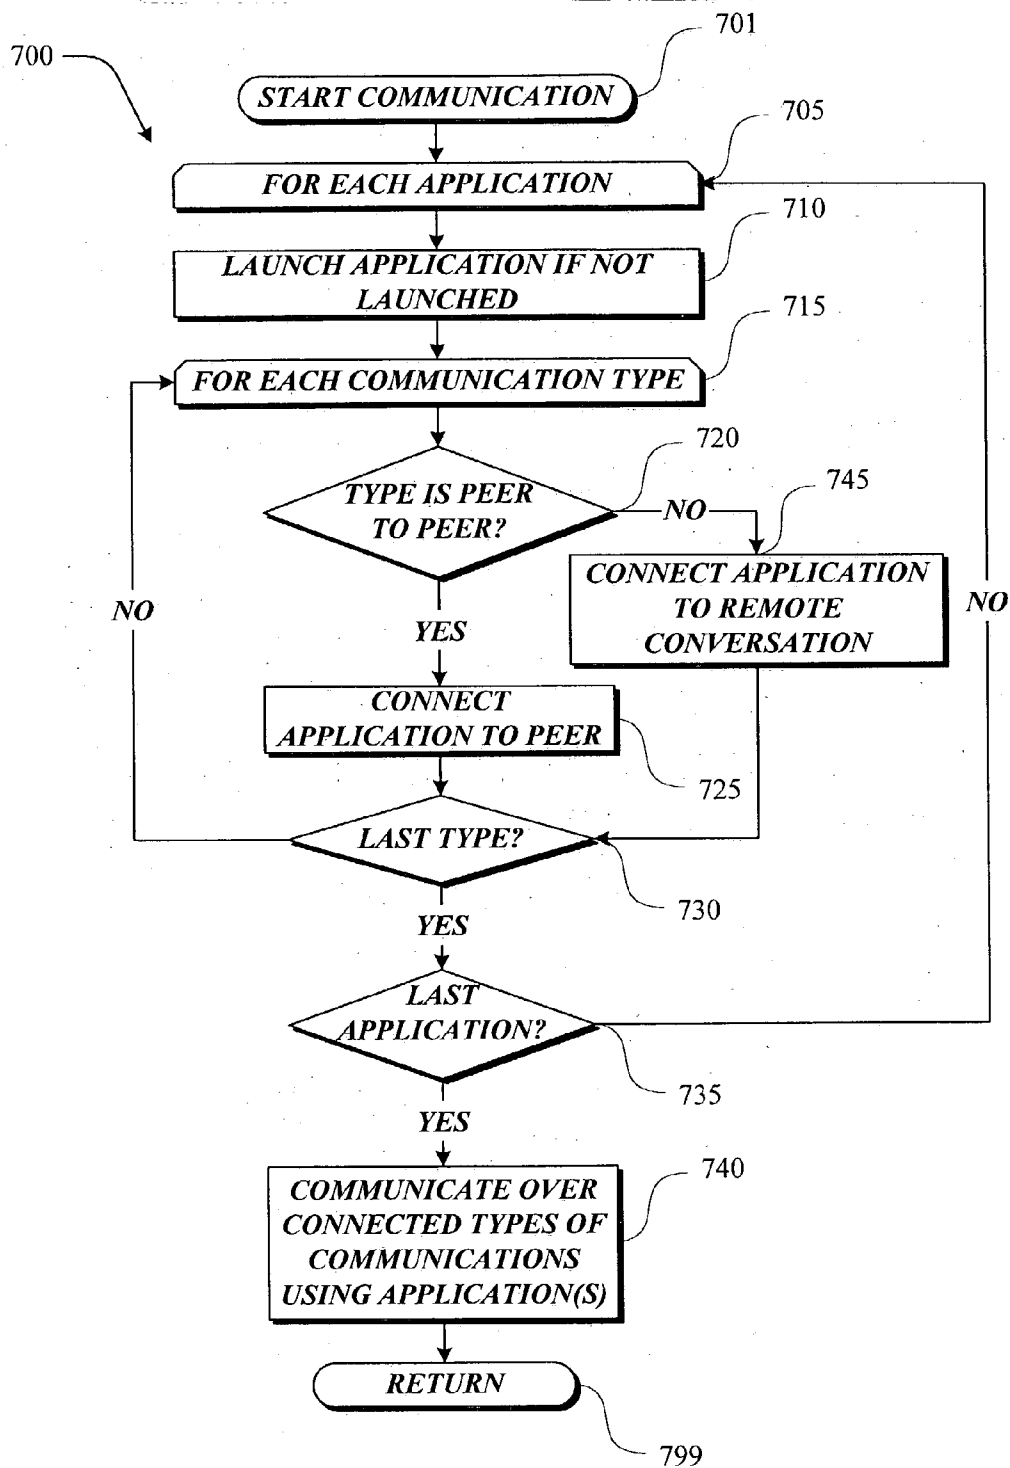 701
700
START COMMUNICATION
705
FOR EACH APPLICATION
710
LAUNCH APPLICATION IF NOT
LAUNCHED
715
FOR EACH COMMUNICATION TYPE
720
TYPE IS PEER
TO PEER?
NO
745
CONNECT APPLICATION
TO REMOTE
CONVERSATION
NO
NO
YES
CONNECT
APPLICATION TO PEER
725
LAST TYPE?
730
YES
LAST
APPLICATION?
735
YES
740
COMMUNICATE OVER
CONNECTED TYPES OF
COMMUNICATIONS
USING APPLICATION(S)
RETURN
799